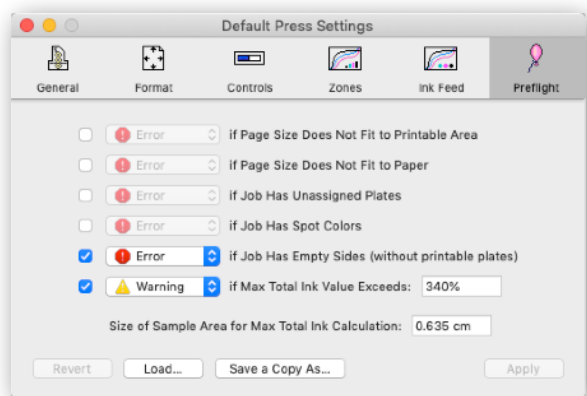 Default Press Settings
General Format Controls Zones Ink Feed Preflight
Error if Page Size Does Not Fit to Printable Area
Error if Page Size Does Not Fit to Paper
Error if Job Has Unassigned Plates
Error if Job Has Spot Colors
Error if Job Has Empty Sides (without printable plates)
Warning if Max Total Ink Value Exceeds: 340%
Size of Sample Area for Max Total Ink Calculation: 0.635 cm
Revert Load... Save a Copy As... Apply